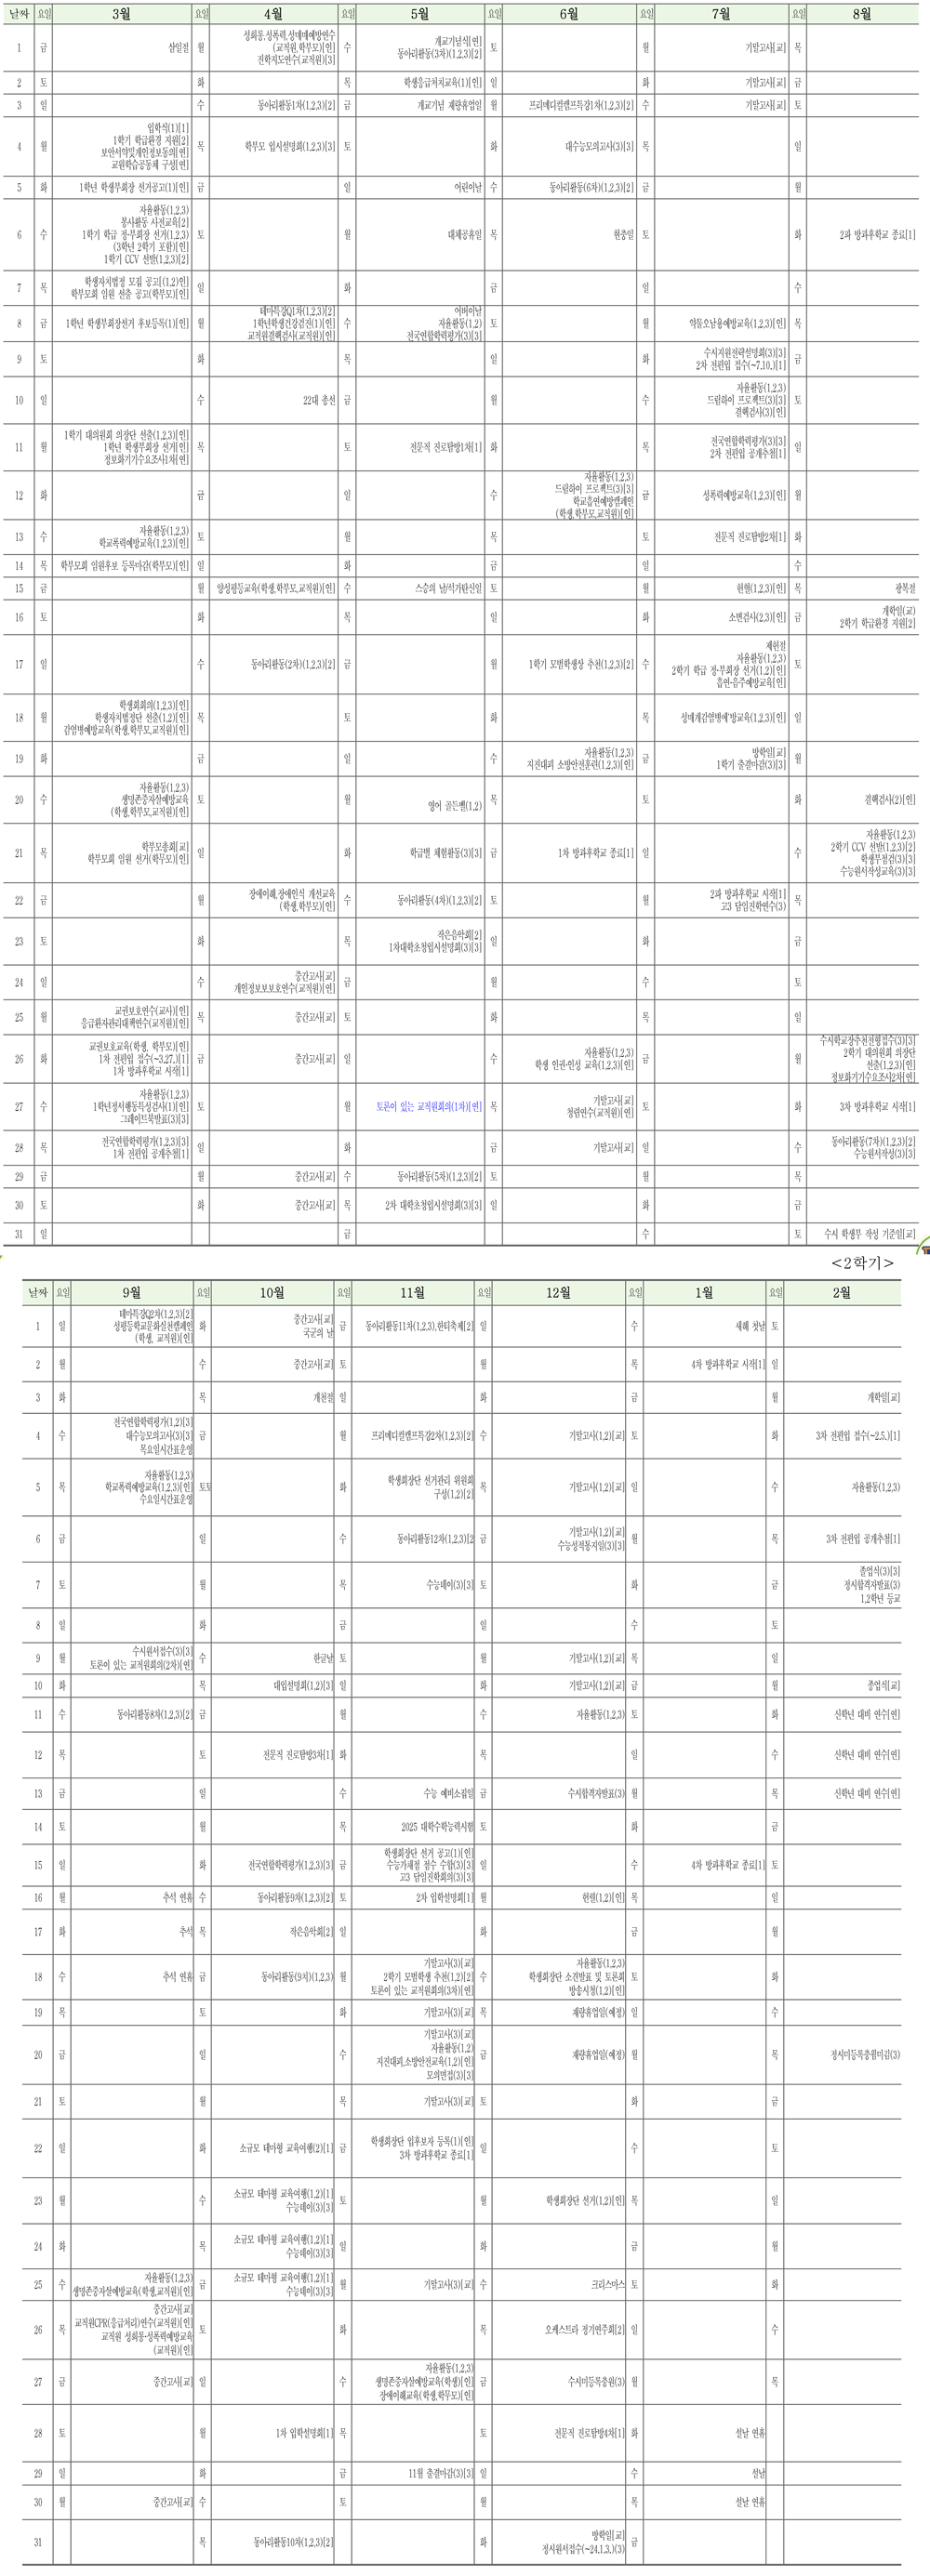 날짜 요일 3월 요일 4월 요일 5월 요일 6월 요일 7월 요일 8월
1 금 삼일절 월 성희롱,성폭력,성매매예방연수 (교직원,학부모)[인] 진학지도연수(교직원)[3] 수 개교기념식[연] 동아리활동(3차)(1,2,3)[2] 토 월 기말고사[교] 목
2 토 화 목 학생응급처치교육(1)[인] 일 화 기말고사[교] 금
3 일 수 동아리활동1차(1,2,3)[2] 금 개교기념 재량휴업일 월 프리메디컬캠프특강1차(1,2,3)[2] 수 기말고사[교] 토
4 월 입학식(1)[1] 1학기 학급환경 지원[2] 보안서약및개인정보동의[연] 교원학습공동체 구성[연] 목 학부모 입시설명회(1,2,3)[3] 토 화 대수능모의고사(3)[3] 목 일
5 화 1학년 학생부회장 선거공고(1)[인] 금 일 어린이날 수 동아리활동(6차)(1,2,3)[2] 금 월
6 수 자율활동(1,2,3) 봉사활동 사전교육[2] 1학기 학급 정·부회장 선거(1,2,3) (3학년 2학기 포함)[인] 1학기 CCV 선발(1,2,3)[2] 토 월 대체공휴일 목 현충일 토 화 2차 방과후학교 종료[1]
7 목 학생자치법정 모집 공고[(1,2)인] 학부모회 임원 선출 공고(학부모)[인] 일 화 금 일 수
8 금 1학년 학생부회장선거 후보등록(1)[인] 월 테마특강Q1차(1,2,3)[2] 1학년학생건강검진(1)[인] 교직원결핵검사(교직원)[인] 수 어버이날 자율활동(1,2) 전국연합학력평가(3)[3] 토 월 약물오남용예방교육(1,2,3)[인] 목
9 토 화 목 일 화 수시지원전략설명회(3)[3] 2차 전편입 접수(~7.10.)[1] 금
10 일 수 22대 총선 금 월 수 자율활동(1,2,3) 드림하이 프로젝트(3)[3] 결핵검사(3)[인] 토
11 월 1학기 대의원회 의장단 선출(1,2,3)[인] 1학년 학생부회장 선거[인] 정보화기기수요조사1차[연] 목 토 전문직 진로탐방1차[1] 화 목 전국연합학력평가(3)[3] 2차 전편입 공개추첨[1] 일
12 화 금 일 수 자율활동(1,2,3) 드림하이 프로젝트(3)[3] 학교흡연예방캠페인 (학생,학부모,교직원)[인] 금 성폭력예방교육(1,2,3)[인] 월
13 수 자율활동(1,2,3) 학교폭력예방교육(1,2,3)[인] 토 월 목 토 전문직 진로탐방2차[1] 화
14 목 학부모회 임원후보 등록마감(학부모)[인] 일 화 금 일 수
15 금 월 양성평등교육(학생,학부모,교직원)[인] 수 스승의 날/석가탄신일 토 월 헌혈(1,2,3)[인] 목 광복절
16 토 화 목 일 화 소변검사(2,3)[인] 금 개학일(교) 2학기 학급환경 지원[2]
17 일 수 동아리활동(2차)(1,2,3)[2] 금 월 1학기 모범학생상 추천(1,2,3)[2] 수 제헌절 자율활동(1,2,3) 2학기 학급 정·부회장 선거(1,2)[인] 흡연·음주예방교육[인] 토
18 월 학생회회의(1,2,3)[인] 학생자치법정단 선출(1,2)[인] 감염병예방교육(학생,학부모,교직원)[인] 목 토 화 목 성매개감염병예방교육(1,2,3)[인] 일
19 화 금 일 수 자율활동(1,2,3) 지진대피 소방안전훈련(1,2,3)[인] 금 방학일[교] 1학기 출결마감(3)[3] 월
20 수 자율활동(1,2,3) 생명존중자살예방교육 (학생,학부모,교직원)[인] 토 월 영어 골든벨(1,2) 목 토 화 결핵검사(2)[인]
21 목 학부모총회[교] 학부모회 임원 선거(학부모)[인] 일 화 학급별 체험활동(3)[3] 금 1차 방과후학교 종료[1] 일 수 자율활동(1,2,3) 2학기 CCV 선발(1,2,3)[2] 학생부점검(3)[3] 수능원서작성교육(3)[3]
22 금 월 장애이해,장애인식 개선교육 (학생,학부모)[인] 수 동아리활동(4차)(1,2,3)[2] 토 월 2차 방과후학교 시작[1] 고3 담임진학연수(3) 목
23 토 화 목 작은음악회[2] 1차대학초청입시설명회(3)[3] 일 화 금
24 일 수 중간고사[교] 개인정보보호연수(교직원)[연] 금 월 수 토
25 월 교권보호연수(교사)[인] 응급환자관리대책연수(교직원)[인] 목 중간고사[교] 토 화 목 일
26 화 교권보호교육(학생, 학부모)[인] 1차 전편입 접수(~3.27.)[1] 1차 방과후학교 시작[1] 금 중간고사[교] 일 수 자율활동(1,2,3) 학생 인권·인성 교육(1,2,3)[인] 금 월 수시학교장추천전형접수(3)[3] 2학기 대의원회 의장단 선출(1,2,3)[인] 정보화기기수요조사2차[연]
27 수 자율활동(1,2,3) 1학년정서행동특성검사(1)[인] 그레이트북발표(3)[3] 토 월 토론이 있는 교직원회의(1차)[연] 목 기말고사[교] 청렴연수(교직원)[연] 토 화 3차 방과후학교 시작[1]
28 목 전국연합학력평가(1,2,3)[3] 1차 전편입 공개추첨[1] 일 화 금 기말고사[교] 일 수 동아리활동(7차)(1,2,3)[2] 수능원서작성(3)[3]
29 금 월 중간고사[교] 수 동아리활동(5차)(1,2,3)[2] 토 월 목
30 토 화 중간고사[교] 목 2차 대학초청입시설명회(3)[3] 일 화 금
31 일 금 수 토 수시 학생부 작성 기준일[교]
<2학기>
날짜 요일 9월 요일 10월 요일 11월 요일 12월 요일 1월 요일 2월
1 일 테마특강Q2차(1,2,3)[2] 성평등학교문화실천캠페인 (학생, 교직원)[인] 화 중간고사[교] 국군의 날 금 동아리활동11차(1,2,3),한티축제[2] 일 수 새해 첫날 토
2 월 수 중간고사[교] 토 월 목 4차 방과후학교 시작[1] 일
3 화 목 개천절 일 화 금 월 개학일[교]
4 수 전국연합학력평가(1,2)[3] 대수능모의고사(3)[3] 목요일시간표운영 금 월 프리메디컬캠프특강2차(1,2,3)[2] 수 기말고사(1,2)[교] 토 화 3차 전편입 접수(~2.5.)[1]
5 목 자율활동(1,2,3) 학교폭력예방교육(1,2,3)[인] 수요일시간표운영 토토 화 학생회장단 선거관리 위원회 구성(1,2)[2] 목 기말고사(1,2)[교] 일 수 자율활동(1,2,3)
6 금 일 수 동아리활동12차(1,2,3)[2 금 기말고사(1,2)[교] 수능성적통지일(3)[3] 월 목 3차 전편입 공개추첨[1]
7 토 월 목 수능데이(3)[3] 토 화 금 졸업식(3)[3] 정시합격자발표(3) 1,2학년 등교
8 일 화 금 일 수 토
9 월 수시원서접수(3)[3] 토론이 있는 교직원회의(2차)[연] 수 한글날 토 월 기말고사(1,2)[교] 목 일
10 화 목 대입설명회(1,2)[3] 일 화 기말고사(1,2)[교] 금 월 종업식[교]
11 수 동아리활동8차(1,2,3)[2] 금 월 수 자율활동(1,2,3) 토 화 신학년 대비 연수[연]
12 목 토 전문직 진로탐방3차[1] 화 목 일 수 신학년 대비 연수[연]
13 금 일 수 수능 예비소집일 금 수시합격자발표(3) 월 목 신학년 대비 연수[연]
14 토 월 목 2025 대학수학능력시험 토 화 금
15 일 화 전국연합학력평가(1,2,3)[3] 금 학생회장단 선거 공고(1)[인] 수능가채점 점수 수합(3)[3] 고3 담임진학회의(3)[3] 일 수 4차 방과후학교 종료[1] 토
16 월 추석 연휴 수 동아리활동9차(1,2,3)[2] 토 2차 입학설명회[1] 월 헌혈(1,2)[인] 목 일
17 화 추석 목 작은음악회[2] 일 화 금 월
18 수 추석 연휴 금 동아리활동(9차)(1,2,3) 월 기말고사(3)[교] 2학기 모범학생 추천(1,2)[2] 토론이 있는 교직원회의(3차)[연] 수 자율활동(1,2,3) 학생회장단 소견발표 및 토론회 방송시청(1,2)[인] 토 화
19 목 토 화 기말고사(3)[교] 목 재량휴업일(예정) 일 수
20 금 일 수 기말고사(3)[교] 자율활동(1,2) 지진대피,소방안전교육(1,2)[인] 모의면접(3)[3] 금 재량휴업일(예정) 월 목 정시미등록충원마감(3)
21 토 월 목 기말고사(3)[교] 토 화 금
22 일 화 소규모 테마형 교육여행(2)[1] 금 학생회장단 입후보자 등록(1)[인] 3차 방과후학교 종료[1] 일 수 토
23 월 수 소규모 테마형 교육여행(1,2)[1] 수능데이(3)[3] 토 월 학생회장단 선거(1,2)[인] 목 일
24 화 목 소규모 테마형 교육여행(1,2)[1] 수능데이(3)[3] 일 화 금 월
25 수 자율활동(1,2,3) 생명존중자살예방교육(학생,교직원)[인] 금 소규모 테마형 교육여행(1,2)[1] 수능데이(3)[3] 월 기말고사(3)[교] 수 크리스마스 토 화
26 목 중간고사[교] 교직원CPR(응급처치)연수(교직원)[인] 교직원 성희롱·성폭력예방교육 (교직원)[인] 토 화 목 오케스트라 정기연주회[2] 일 수
27 금 중간고사[교] 일 수 자율활동(1,2,3) 생명존중자살예방교육(학생)[인] 장애이해교육(학생,학부모)[인] 금 수시미등록충원(3) 월 목
28 토 월 1차 입학설명회[1] 목 토 전문직 진로탐방4차[1] 화 설날 연휴
29 일 화 금 11월 출결마감(3)[3] 일 수 설날
30 월 중간고사[교] 수 토 월 목 설날 연휴
31 목 동아리활동10차(1,2,3)[2] 화 방학일[교] 정시원서접수(~24.1.3.)(3) 금